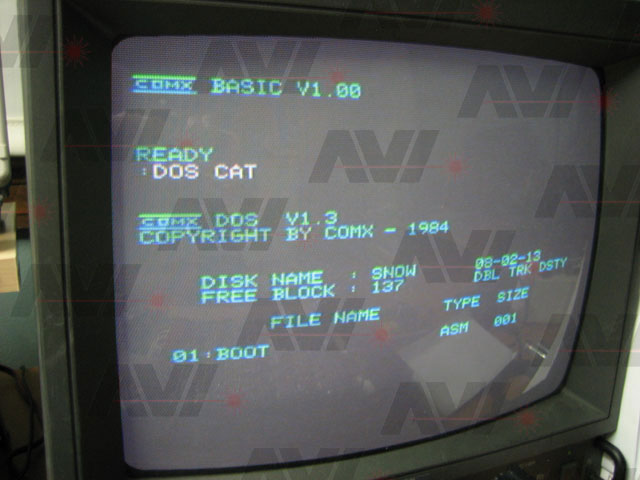 COMX BASIC V1.00
READY
:DOS CAT
COMX DOS V1.3
COPYRIGHT BY COMX - 1984
DISK NAME : SNOW 08-02-13
FREE BLOCK : 137 DBL TRK DSTY
FILE NAME TYPE SIZE
01:BOOT ASM 001